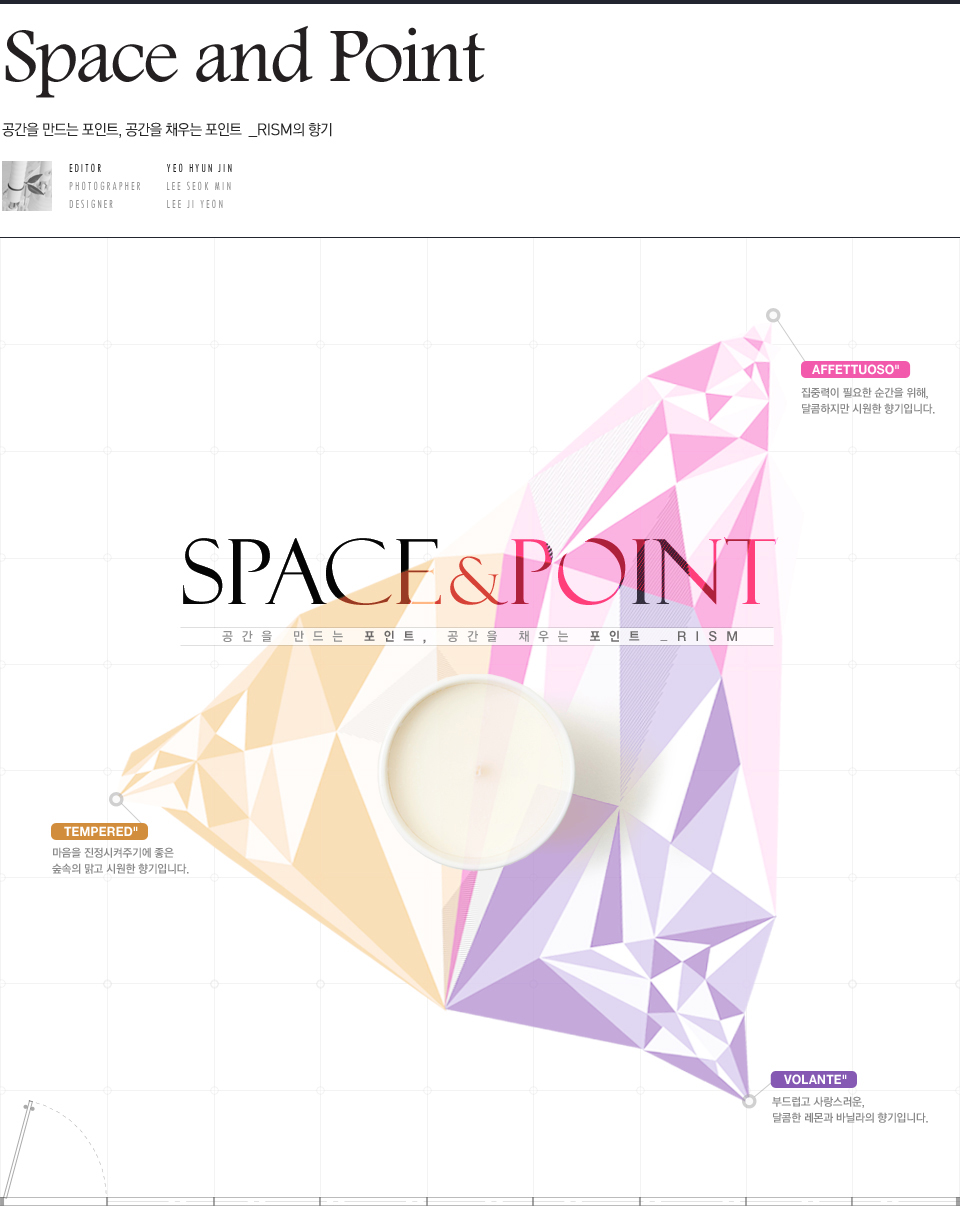 Space and Point
공간을 만드는 포인트, 공간을 채우는 포인트 _RISM의 향기
EDITOR YEO HYUN JIN
PHOTOGRAPHER LEE SEOK MIN
DESIGNER LEE JI YEON
AFFETTUOSO"
집중력이 필요한 순간을 위해,
달콤하지만 시원한 향기입니다.
SPACE & POINT
공간을 만드는 포인트, 공간을 채우는 포인트 _RISM
TEMPERED"
마음을 진정시켜주기에 좋은
숲속의 맑고 시원한 향기입니다.
VOLANTE"
부드럽고 사랑스러운,
달콤한 레몬과 바닐라의 향기입니다.